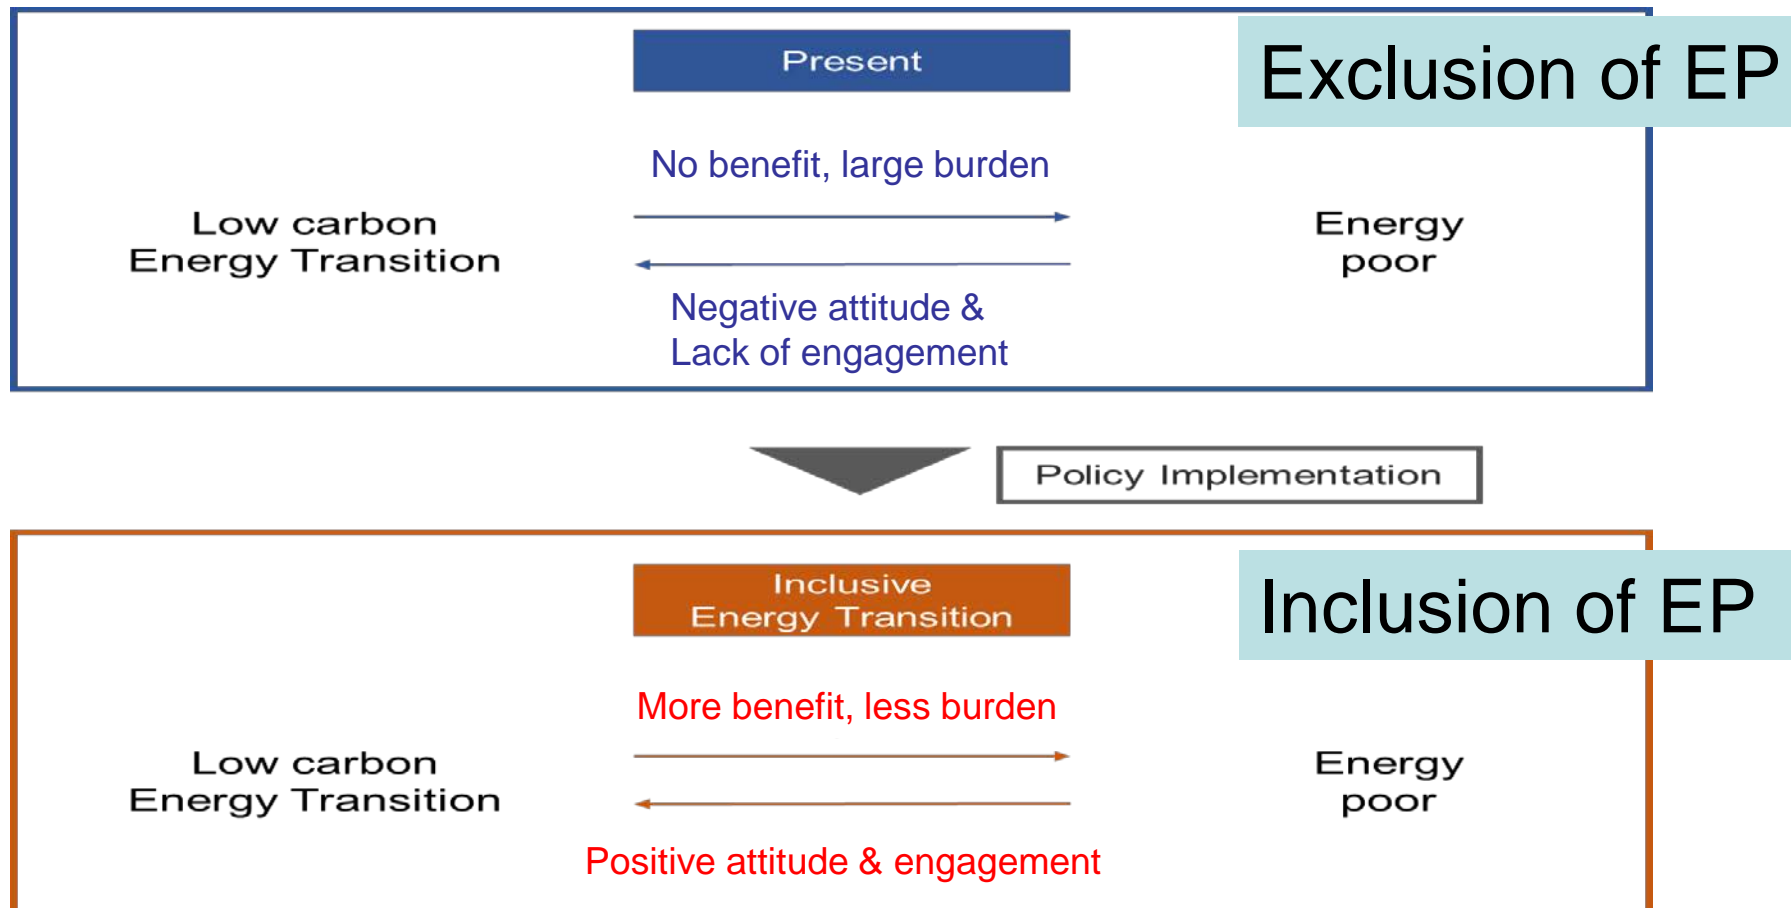 Present
Exclusion of EP
No benefit, large burden
Low carbon
Energy Transition
Energy
poor
Negative attitude &
Lack of engagement
Policy Implementation
Inclusive
Energy Transition
Inclusion of EP
More benefit, less burden
Low carbon
Energy Transition
Energy
poor
Positive attitude & engagement